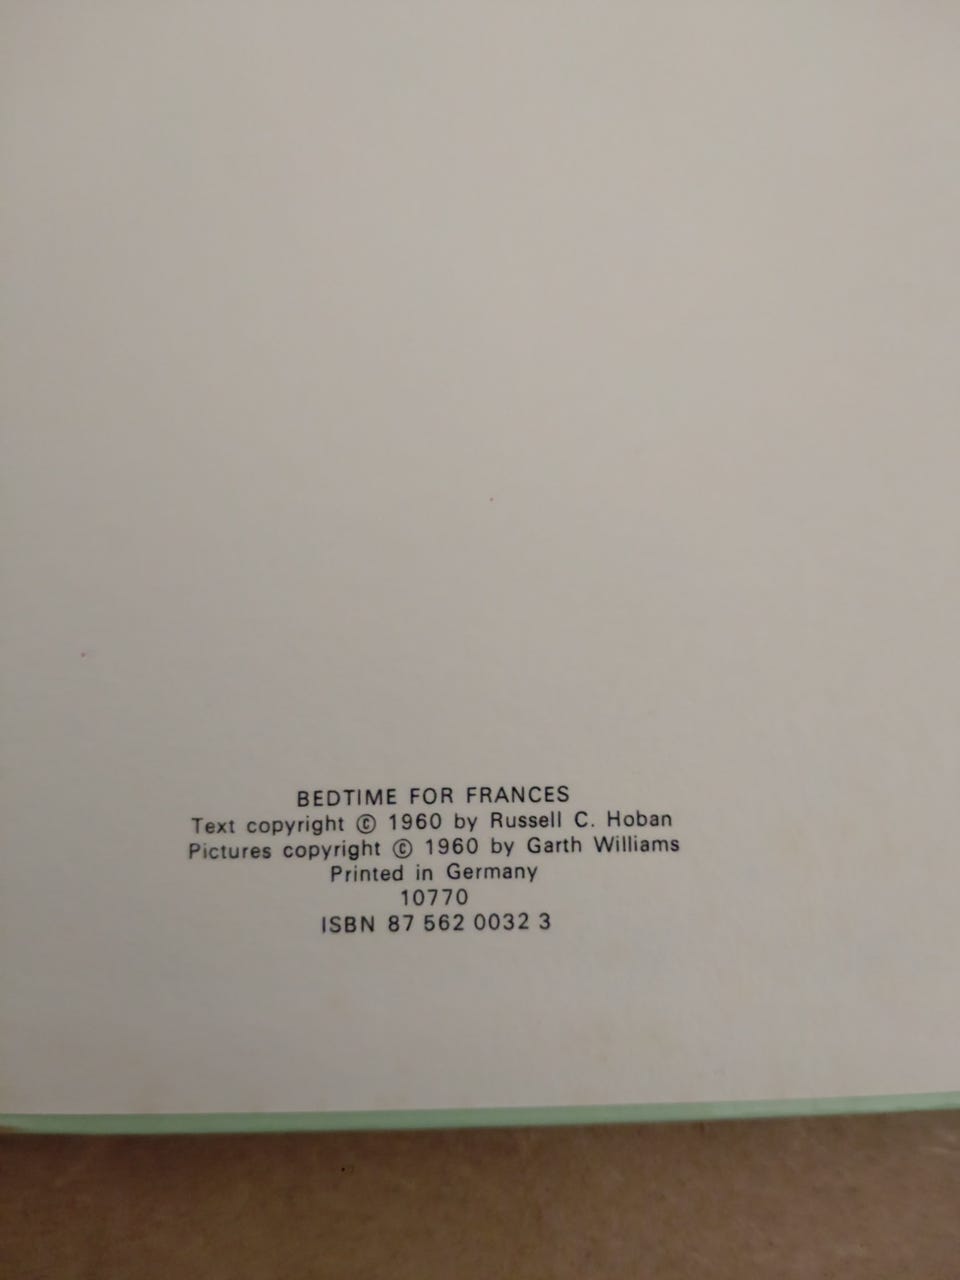 BEDTIME FOR FRANCES
Text copyright © 1960 by Russell C. Hoban
Pictures copyright © 1960 by Garth Williams
Printed in Germany
10770
ISBN 87 562 0032 3